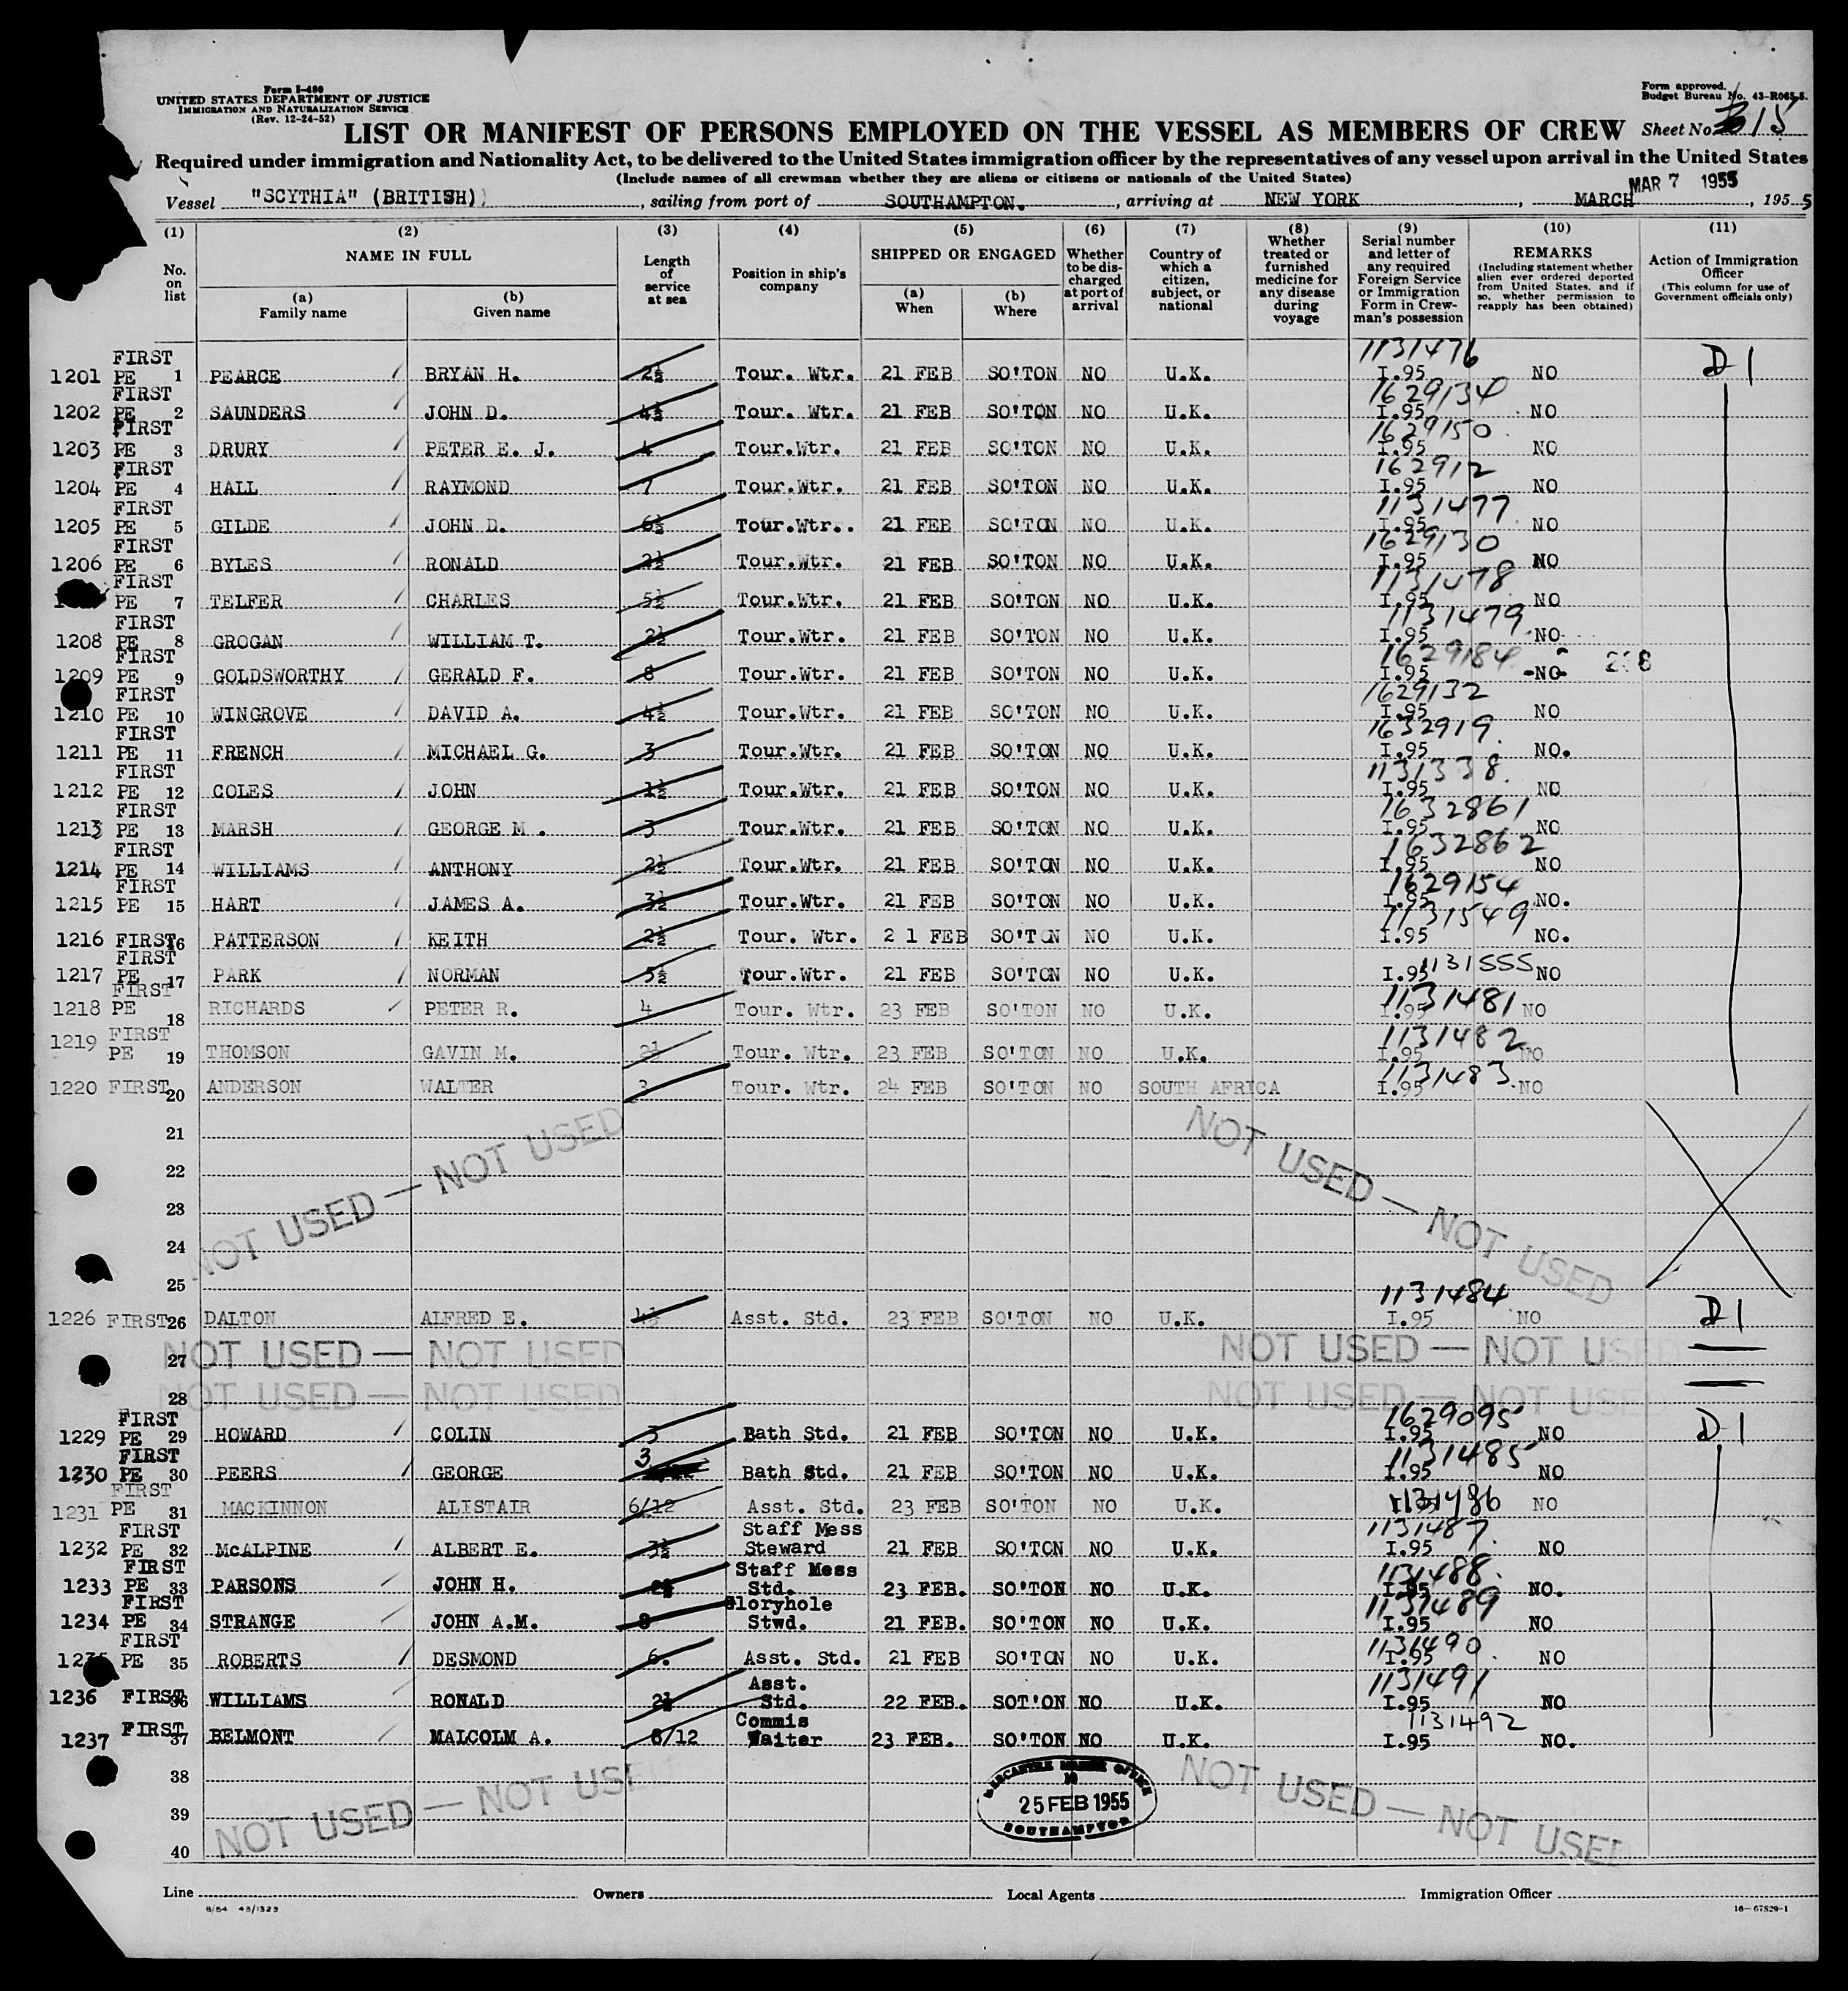 Form I-480
UNITED STATES DEPARTMENT OF JUSTICE
IMMIGRATION AND NATURALIZATION SERVICE
(Rev. 12-24-52)
Form approved.
Budget Bureau No. 43-R065.5.
LIST OR MANIFEST OF PERSONS EMPLOYED ON THE VESSEL AS MEMBERS OF CREW Sheet No. 15
Required under immigration and Nationality Act, to be delivered to the United States immigration officer by the representatives of any vessel upon arrival in the United States
(Include names of all crewman whether they are aliens or citizens or nationals of the United States)
MAR 7 1955
Vessel "SCYTHIA" (BRITISH), sailing from port of SOUTHAMPTON., arriving at NEW YORK, MARCH, 1955
(1) No. on list
(2) NAME IN FULL
(a) Family name
(b) Given name
(3) Length of service at sea
(4) Position in ship's company
(5) SHIPPED OR ENGAGED
(a) When
(b) Where
(6) Whether to be discharged at port of arrival
(7) Country of which a citizen, subject, or national
(8) Whether treated or furnished medicine for any disease during voyage
(9) Serial number and letter of any required Foreign Service or Immigration Form in Crewman's possession
(10) REMARKS (Including statement whether alien ever ordered deported from United States, and if so, whether permission to reapply has been obtained)
(11) Action of Immigration Officer (This column for use of Government officials only)
1201 FIRST PE 1 PEARCE BRYAN H. 2½ Tour. Wtr. 21 FEB SO'TON NO U.K. 1131476 I.95 NO D1
1202 FIRST PE 2 SAUNDERS JOHN D. 4½ Tour. Wtr. 21 FEB SO'TON NO U.K. 1629134 I.95 NO
1203 FIRST PE 3 DRURY PETER E. J. 4 Tour.Wtr. 21 FEB SO'TON NO U.K. 1629150 I.95 NO
1204 FIRST PE 4 HALL RAYMOND 7 Tour.Wtr. 21 FEB SO'TON NO U.K. 162912 I.95 NO
1205 FIRST PE 5 GILDE JOHN D. 6½ Tour.Wtr.. 21 FEB SO'TON NO U.K. 1131477 I.95 NO
1206 FIRST PE 6 BYLES RONALD 2½ Tour.Wtr. 21 FEB SO'TON NO U.K. 1629130 I.95 NO
FIRST PE 7 TELFER CHARLES 5½ Tour.Wtr. 21 FEB SO'TON NO U.K. 1131478 I.95 NO
1208 FIRST PE 8 GROGAN WILLIAM T. 2½ Tour.Wtr. 21 FEB SO'TON NO U.K. 1131479 I.95 NO
1209 FIRST PE 9 GOLDSWORTHY GERALD F. 8 Tour.Wtr. 21 FEB SO'TON NO U.K. 1629184 I.95 NO
1210 FIRST PE 10 WINGROVE DAVID A. 4½ Tour.Wtr. 21 FEB SO'TON NO U.K. 1629132 I.95 NO
1211 FIRST PE 11 FRENCH MICHAEL G. 3 Tour.Wtr. 21 FEB SO'TON NO U.K. 1632919 I.95 NO.
1212 FIRST PE 12 COLES JOHN 1½ Tour.Wtr. 21 FEB SO'TON NO U.K. 1131338 I.95 NO
1213 FIRST PE 13 MARSH GEORGE M . 3 Tour.Wtr. 21 FEB SO'TON NO U.K. 1632861 I.95 NO
1214 FIRST PE 14 WILLIAMS ANTHONY 2½ Tour.Wtr. 21 FEB SO'TON NO U.K. 1632862 I.95 NO
1215 FIRST PE 15 HART JAMES A. 3½ Tour.Wtr. 21 FEB SO'TON NO U.K. 1629154 I.95 NO.
1216 FIRST 16 PATTERSON KEITH 2½ Tour. Wtr. 2 1 FEB SO'TON NO U.K. 1131549 I.95 NO.
1217 FIRST PE 17 PARK NORMAN 5½ Tour.Wtr. 21 FEB SO'TON NO U.K. I.95 1131555 NO
1218 FIRST PE 18 RICHARDS PETER R. 4 Tour. Wtr. 23 FEB SO'TON NO U.K. 1131481 I.95 NO
1219 FIRST PE 19 THOMSON GAVIN M. 2½ Tour. Wtr. 23 FEB SO'TON NO U.K. 1131482 I.95 NO
1220 FIRST 20 ANDERSON WALTER 3 Tour. Wtr. 24 FEB SO'TON NO SOUTH AFRICA 1131483 I.95 NO
21
22
23
24
25
NOT USED — NOT USED
NOT USED — NOT USED
1226 FIRST 26 DALTON ALFRED E. 4½ Asst. Std. 23 FEB SO'TON NO U.K. 1131484 I.95 NO D1
27 NOT USED — NOT USED NOT USED — NOT USED
28 NOT USED — NOT USED NOT USED — NOT USED
1229 FIRST PE 29 HOWARD COLIN 3 Bath Std. 21 FEB SO'TON NO U.K. 1629095 I.95 NO D1
1230 FIRST PE 30 PEERS GEORGE 3 Bath Std. 21 FEB SO'TON NO U.K. 1131485 I.95 NO
1231 FIRST PE 31 MACKINNON ALISTAIR 6/12 Asst. Std. 23 FEB SO'TON NO U.K. 1131486 NO
1232 FIRST PE 32 McALPINE ALBERT E. 3½ Staff Mess Steward 21 FEB SO'TON NO U.K. 1131487 I.95 NO
1233 FIRST PE 33 PARSONS JOHN H. 2½ Staff Mess Std. 23 FEB. SO'TON NO U.K. 1131488 I.95 NO.
1234 FIRST PE 34 STRANGE JOHN A.M. 8 Gloryhole Stwd. 21 FEB. SO'TON NO U.K. 1131489 I.95 NO
FIRST PE 35 ROBERTS DESMOND 6. Asst. Std. 21 FEB SO'TON NO U.K. 1131490 I.95 NO
1236 FIRST 36 WILLIAMS RONALD 2½ Asst. Std. 22 FEB. SOT'ON NO U.K. 1131491 I.95 NO
1237 FIRST 37 BELMONT MALCOLM A. 8/12 Commis Waiter 23 FEB. SO'TON NO U.K. 1131492 I.95 NO.
38
39
40
NOT USED — NOT USED
MERCANTILE MARINE OFFICE
10
25 FEB 1955
SOUTHAMPTON
NOT USED — NOT USED
Line Owners Local Agents Immigration Officer
8/54 48/1323
16—67829-1